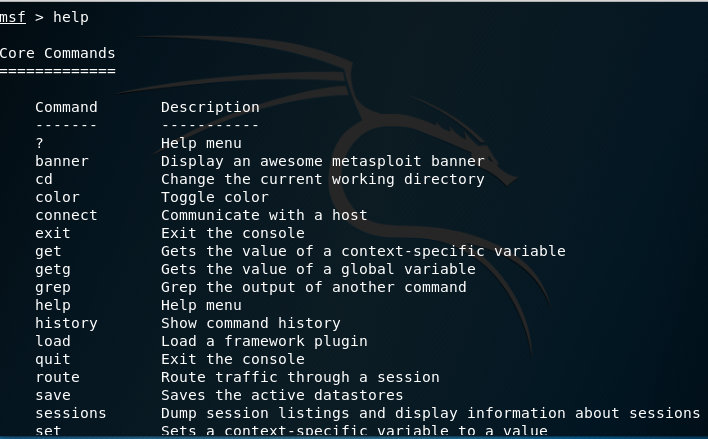 msf > help
Core Commands
=============
Command Description
------- -----------
? Help menu
banner Display an awesome metasploit banner
cd Change the current working directory
color Toggle color
connect Communicate with a host
exit Exit the console
get Gets the value of a context-specific variable
getg Gets the value of a global variable
grep Grep the output of another command
help Help menu
history Show command history
load Load a framework plugin
quit Exit the console
route Route traffic through a session
save Saves the active datastores
sessions Dump session listings and display information about sessions
set Sets a context-specific variable to a value